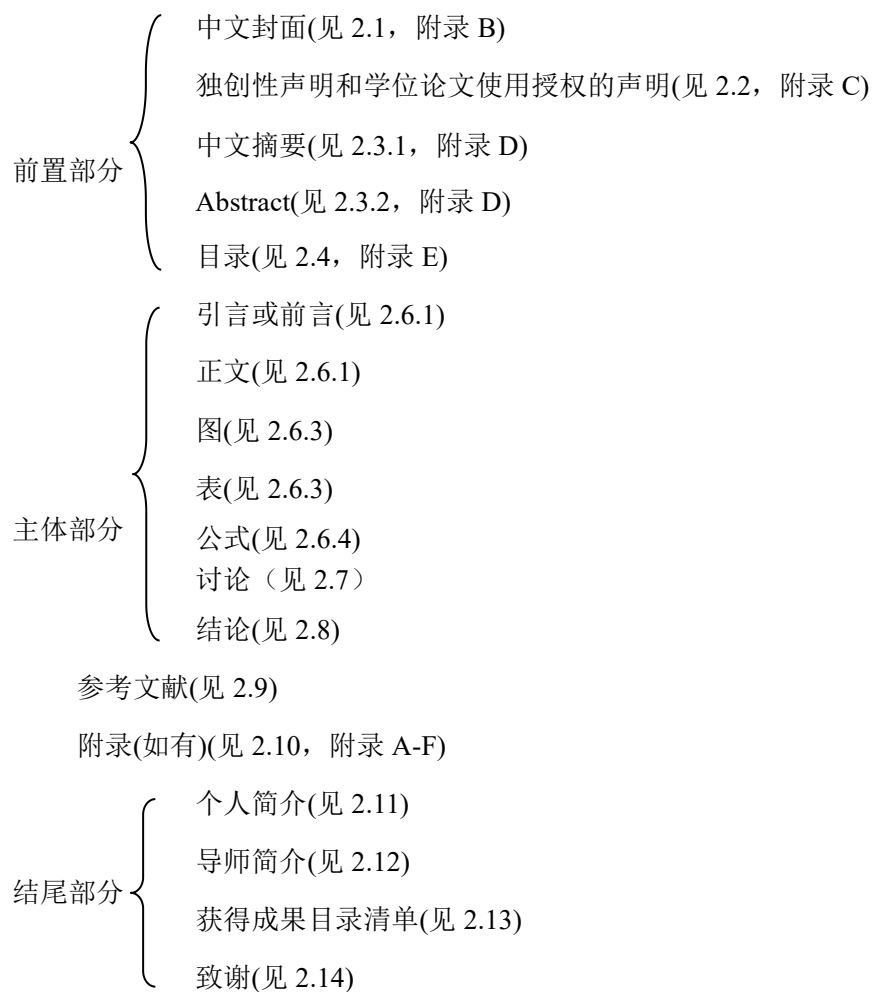 前置部分
中文封面(见 2.1，附录 B)
独创性声明和学位论文使用授权的声明(见 2.2，附录 C)
中文摘要(见 2.3.1，附录 D)
Abstract(见 2.3.2，附录 D)
目录(见 2.4，附录 E)
主体部分
引言或前言(见 2.6.1)
正文(见 2.6.1)
图(见 2.6.3)
表(见 2.6.3)
公式(见 2.6.4)
讨论（见 2.7）
结论(见 2.8)
参考文献(见 2.9)
附录(如有)(见 2.10，附录 A-F)
结尾部分
个人简介(见 2.11)
导师简介(见 2.12)
获得成果目录清单(见 2.13)
致谢(见 2.14)